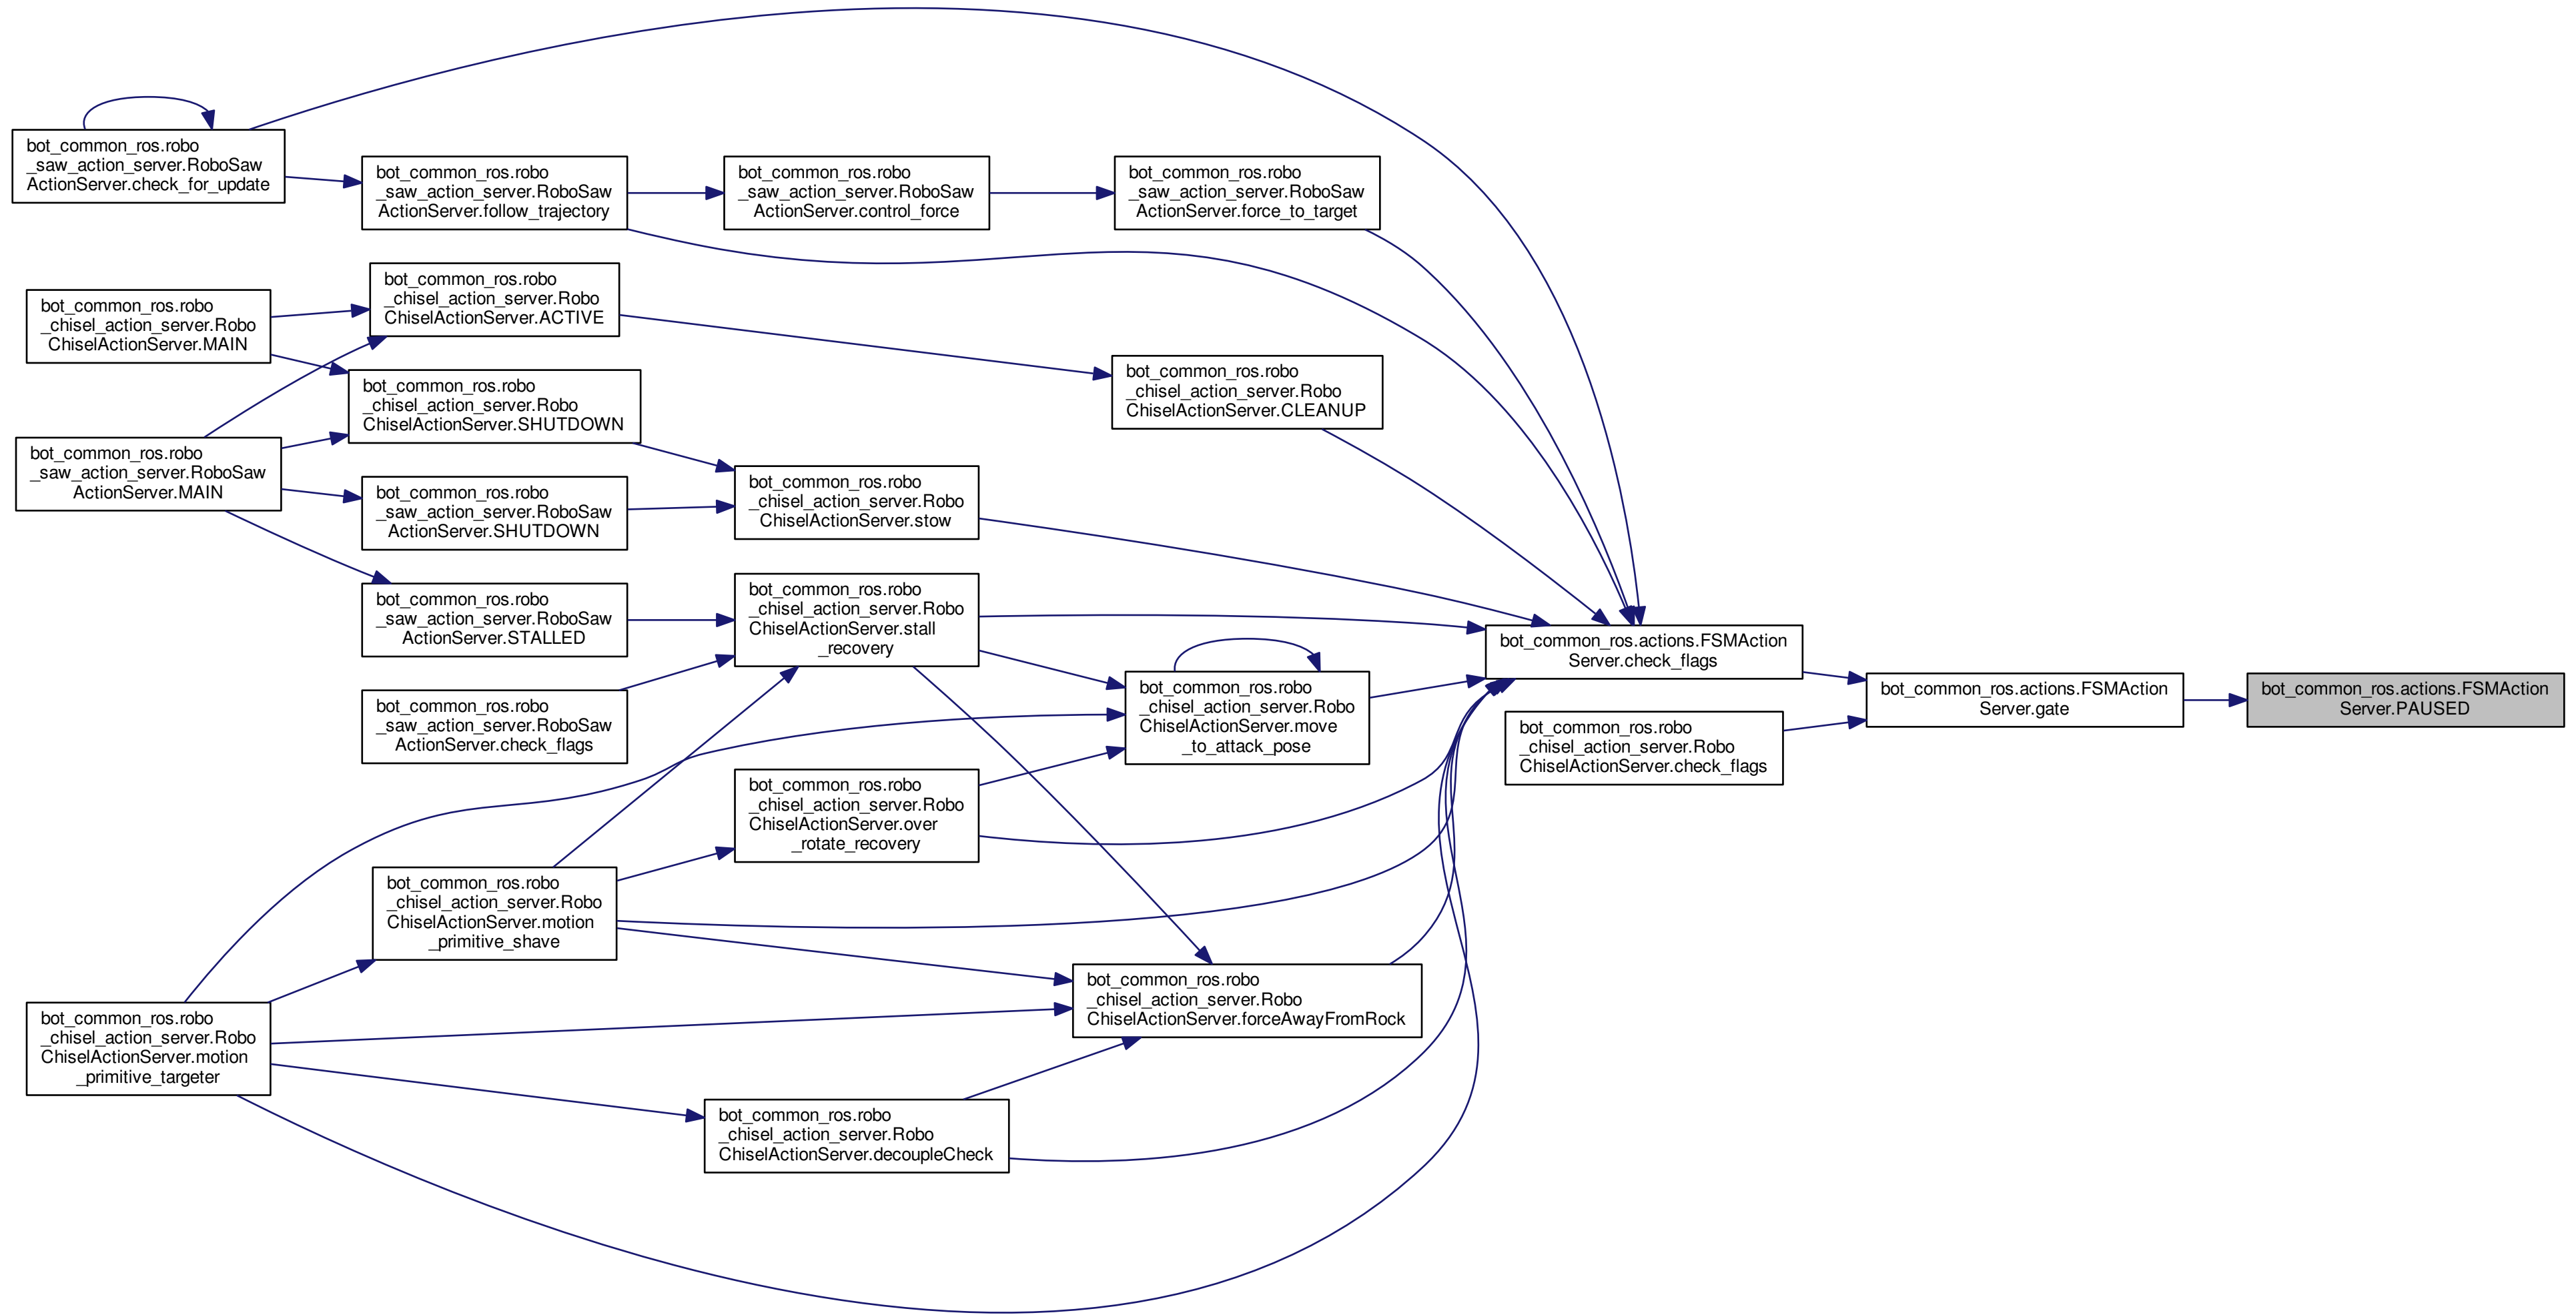 bot_common_ros.robo
_saw_action_server.RoboSaw
ActionServer.check_for_update
bot_common_ros.robo
_saw_action_server.RoboSaw
ActionServer.follow_trajectory
bot_common_ros.robo
_saw_action_server.RoboSaw
ActionServer.control_force
bot_common_ros.robo
_saw_action_server.RoboSaw
ActionServer.force_to_target
bot_common_ros.robo
_chisel_action_server.Robo
ChiselActionServer.ACTIVE
bot_common_ros.robo
_chisel_action_server.Robo
ChiselActionServer.MAIN
bot_common_ros.robo
_chisel_action_server.Robo
ChiselActionServer.CLEANUP
bot_common_ros.robo
_chisel_action_server.Robo
ChiselActionServer.SHUTDOWN
bot_common_ros.robo
_saw_action_server.RoboSaw
ActionServer.MAIN
bot_common_ros.robo
_saw_action_server.RoboSaw
ActionServer.SHUTDOWN
bot_common_ros.robo
_chisel_action_server.Robo
ChiselActionServer.stow
bot_common_ros.robo
_saw_action_server.RoboSaw
ActionServer.STALLED
bot_common_ros.robo
_chisel_action_server.Robo
ChiselActionServer.stall
_recovery
bot_common_ros.actions.FSMAction
Server.check_flags
bot_common_ros.robo
_saw_action_server.RoboSaw
ActionServer.check_flags
bot_common_ros.robo
_chisel_action_server.Robo
ChiselActionServer.move
_to_attack_pose
bot_common_ros.actions.FSMAction
Server.gate
bot_common_ros.actions.FSMAction
Server.PAUSED
bot_common_ros.robo
_chisel_action_server.Robo
ChiselActionServer.check_flags
bot_common_ros.robo
_chisel_action_server.Robo
ChiselActionServer.over
_rotate_recovery
bot_common_ros.robo
_chisel_action_server.Robo
ChiselActionServer.motion
_primitive_shave
bot_common_ros.robo
_chisel_action_server.Robo
ChiselActionServer.forceAwayFromRock
bot_common_ros.robo
_chisel_action_server.Robo
ChiselActionServer.motion
_primitive_targeter
bot_common_ros.robo
_chisel_action_server.Robo
ChiselActionServer.decoupleCheck